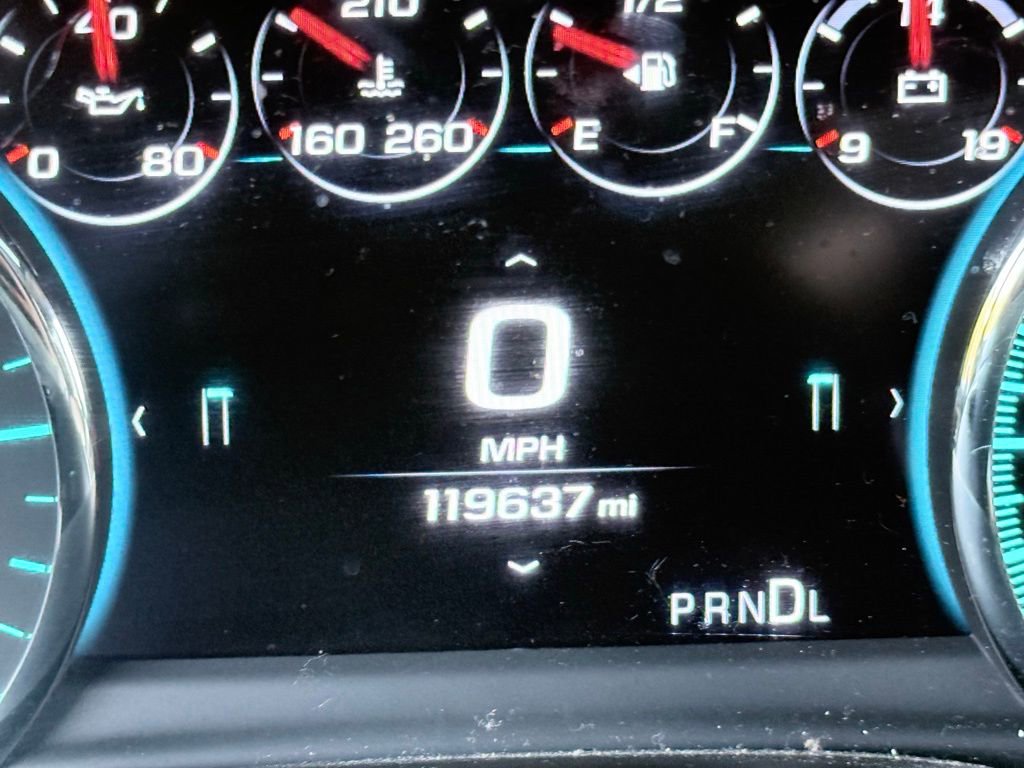 40 210 1/2 14
0 80 160 260 E F 9 19
0
MPH
119637 mi
PRNDL